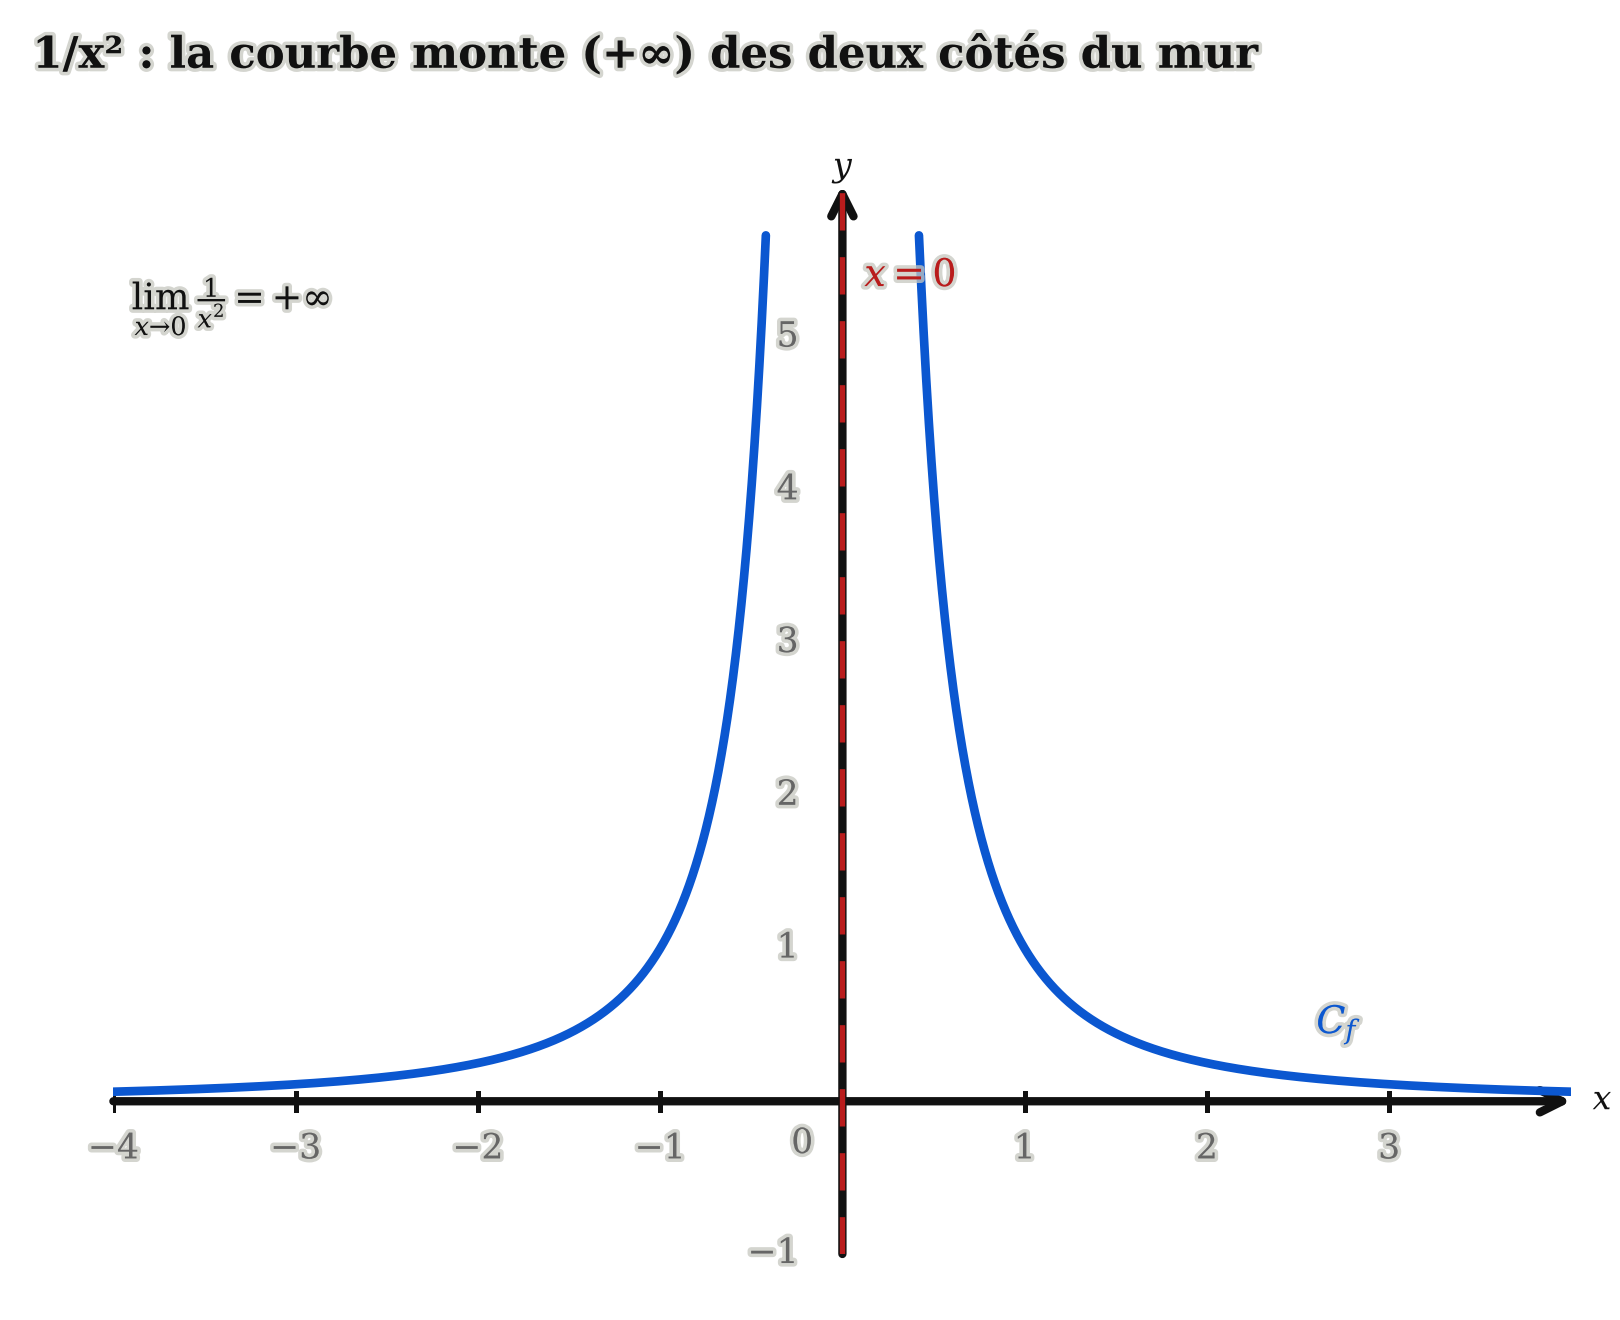 1/x² : la courbe monte (+∞) des deux côtés du mur
y
lim x→0 1/x² = +∞
x = 0
5
4
3
2
1
C_f
x
−4 −3 −2 −1 0 1 2 3
−1